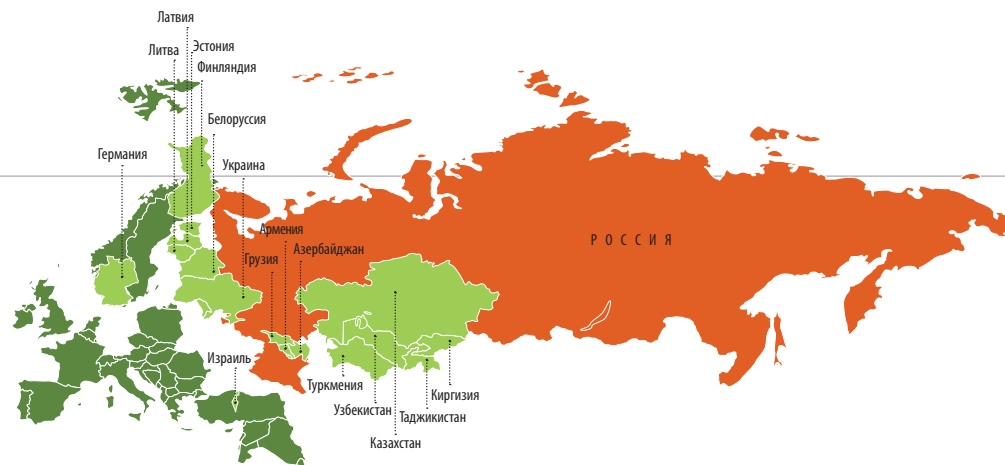 Латвия
Литва
Эстония
Финляндия
Белоруссия
Германия
Украина
Армения
Азербайджан
Грузия
РОССИЯ
Израиль
Туркмения
Киргизия
Узбекистан
Таджикистан
Казахстан